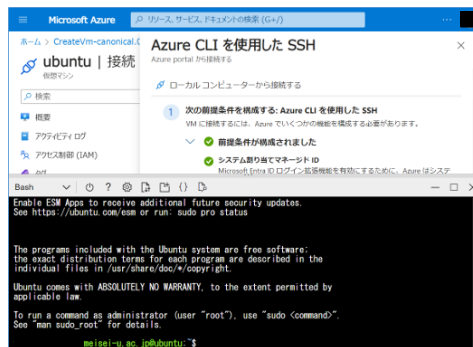 Microsoft Azure
リソース、サービス、ドキュメントの検索 (G+/)
ホーム > CreateVm-canonical.
ubuntu | 接続
仮想マシン
検索
概要
アクティビティ ログ
アクセス制御 (IAM)
Azure CLI を使用した SSH
Azure portal から接続する
ローカル コンピューターから接続する
1 次の前提条件を構成する: Azure CLI を使用した SSH
VM に接続するには、Azure でいくつかの機能を構成する必要があります。
前提条件が構成されました
システム割り当てマネージド ID
Microsoft Entra ID ログイン拡張機能を有効にするために、Azure はシステ
Bash
Enable ESM Apps to receive additional future security updates.
See https://ubuntu.com/esm or run: sudo pro status
The programs included with the Ubuntu system are free software;
the exact distribution terms for each program are described in the
individual files in /usr/share/doc/*/copyright.
Ubuntu comes with ABSOLUTELY NO WARRANTY, to the extent permitted by
applicable law.
To run a command as administrator (user "root"), use "sudo <command>".
See "man sudo_root" for details.
meisei-u.ac.jp@ubuntu:~$